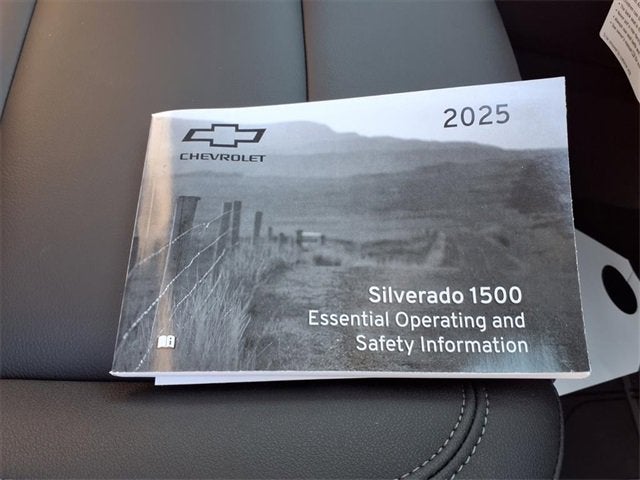 2025
CHEVROLET
Silverado 1500
Essential Operating and
Safety Information